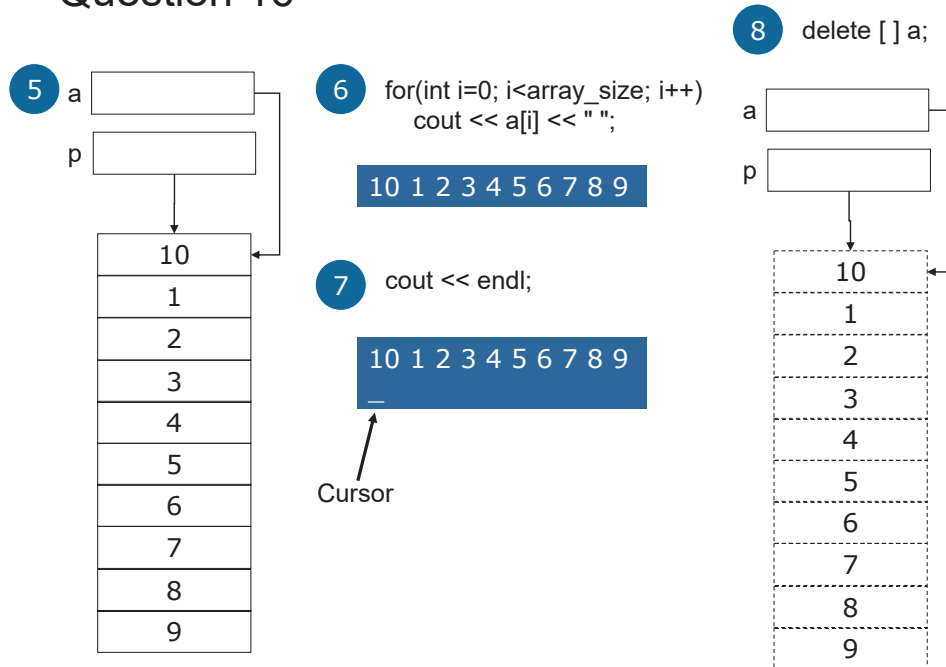 Question 10
5
a
p
10
1
2
3
4
5
6
7
8
9
6
for(int i=0; i<array_size; i++)
cout << a[i] << " ";
10 1 2 3 4 5 6 7 8 9
7
cout << endl;
10 1 2 3 4 5 6 7 8 9
_
Cursor
8
delete [ ] a;
a
p
10
1
2
3
4
5
6
7
8
9